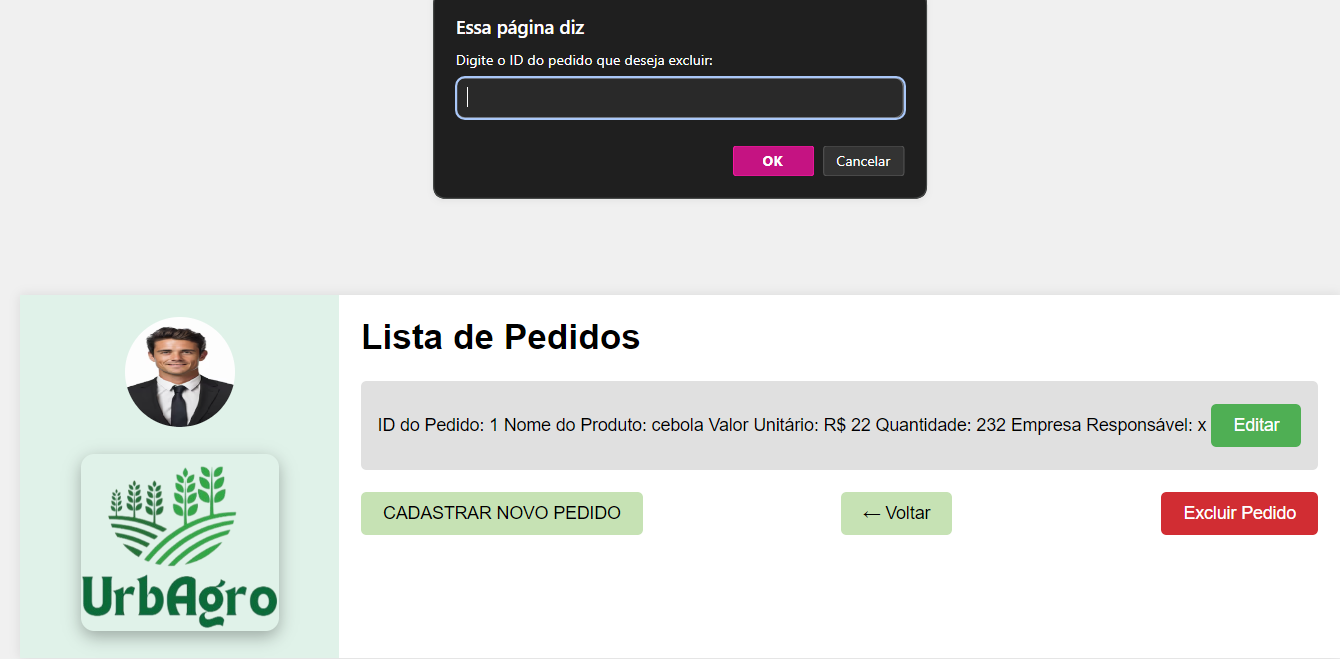 Essa página diz
Digite o ID do pedido que deseja excluir:
OK Cancelar
Lista de Pedidos
ID do Pedido: 1 Nome do Produto: cebola Valor Unitário: R$ 22 Quantidade: 232 Empresa Responsável: x Editar
CADASTRAR NOVO PEDIDO ← Voltar Excluir Pedido
UrbAgro